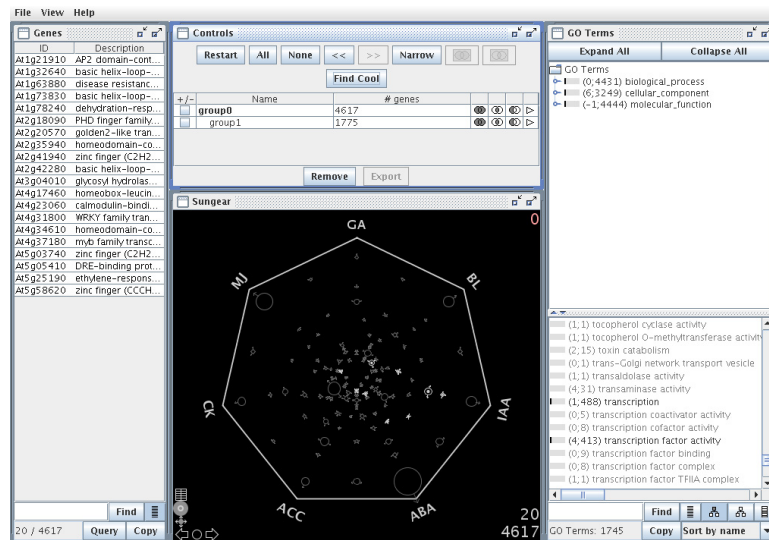 File View Help
Genes
ID Description
At1g21910 AP2 domain-cont...
At1g32640 basic helix-loop-...
At1g63880 disease resistanc...
At1g73830 basic helix-loop-...
At1g78240 dehydration-resp...
At2g18090 PHD finger family...
At2g20570 golden2-like tran...
At2g35940 homeodomain-co...
At2g41940 zinc finger (C2H2...
At2g42280 basic helix-loop-...
At3g04010 glycosyl hydrolas...
At4g17460 homeobox-leucin...
At4g23060 calmodulin-bindi...
At4g31800 WRKY family tran...
At4g34610 homeodomain-co...
At4g37180 myb family transc...
At5g03740 zinc finger (C2H2...
At5g05410 DRE-binding prot...
At5g25190 ethylene-respons...
At5g58620 zinc finger (CCCH...
Find
20 / 4617 Query Copy
Controls
Restart All None << >> Narrow
Find Cool
+/- Name # genes
group0 4617
group1 1775
Remove Export
Sungear
0
GA
BL
IAA
ABA
ACC
CK
MJ
20
4617
GO Terms
Expand All Collapse All
GO Terms
(0;4431) biological_process
(6;3249) cellular_component
(-1;4444) molecular_function
(1;1) tocopherol cyclase activity
(1;1) tocopherol O-methyltransferase activity
(2;15) toxin catabolism
(0;1) trans-Golgi network transport vesicle
(1;1) transaldolase activity
(4;31) transaminase activity
(1;488) transcription
(0;5) transcription coactivator activity
(0;8) transcription cofactor activity
(4;413) transcription factor activity
(0;9) transcription factor binding
(0;8) transcription factor complex
(1;1) transcription factor TFIIA complex
Find
GO Terms: 1745 Copy Sort by name